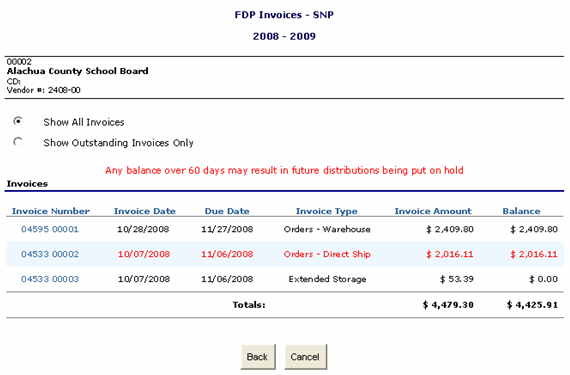 FDP Invoices - SNP
2008 - 2009
00002
Alachua County School Board
CD:
Vendor #: 2408-00
Show All Invoices
Show Outstanding Invoices Only
Any balance over 60 days may result in future distributions being put on hold
Invoices
Invoice Number Invoice Date Due Date Invoice Type Invoice Amount Balance
04595 00001 10/28/2008 11/27/2008 Orders - Warehouse $ 2,409.80 $ 2,409.80
04533 00002 10/07/2008 11/06/2008 Orders - Direct Ship $ 2,016.11 $ 2,016.11
04533 00003 10/07/2008 11/06/2008 Extended Storage $ 53.39 $ 0.00
Totals: $ 4,479.30 $ 4,425.91
Back Cancel